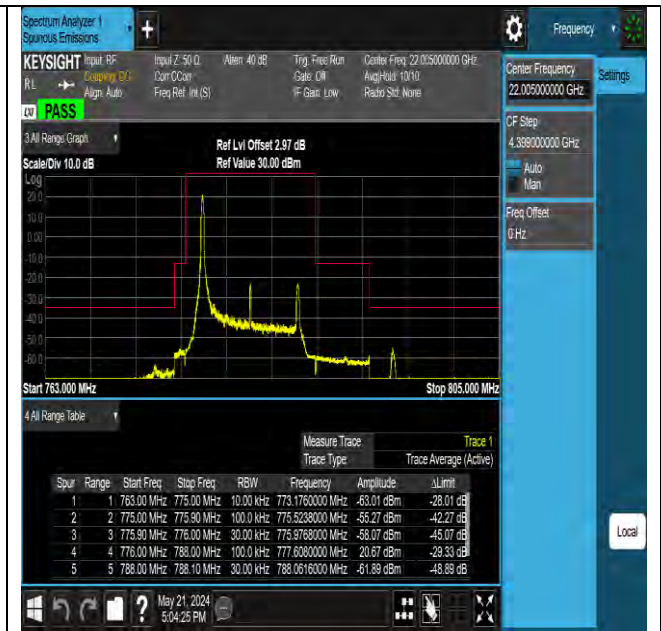 Spectrum Analyzer 1
Spurious Emissions
Frequency
KEYSIGHT Input: RF Input Z: 50 Ω Atten: 40 dB Trig: Free Run Center Freq: 22.005000000 GHz
RL Coupling: DC Corr CCorr Gate: Off Avg|Hold: 10/10
Align: Auto Freq Ref: Int (S) IF Gain: Low Radio Std: None
PASS
Center Frequency
22.005000000 GHz
Settings
CF Step
4.399000000 GHz
Auto
Man
Freq Offset
0 Hz
3 All Range Graph
Ref Lvl Offset 2.97 dB
Scale/Div 10.0 dB Ref Value 30.00 dBm
Log
20.0
10.0
0.00
-10.0
-20.0
-30.0
-40.0
-50.0
-60.0
Start 763.000 MHz Stop 805.000 MHz
4 All Range Table
Measure Trace Trace 1
Trace Type Trace Average (Active)
Spur Range Start Freq Stop Freq RBW Frequency Amplitude ΔLimit
1 1 763.00 MHz 775.00 MHz 10.00 kHz 773.1760000 MHz -63.01 dBm -28.01 dB
2 2 775.00 MHz 775.90 MHz 100.0 kHz 775.5238000 MHz -55.27 dBm -42.27 dB
3 3 775.90 MHz 776.00 MHz 30.00 kHz 775.9768000 MHz -58.07 dBm -45.07 dB
4 4 776.00 MHz 788.00 MHz 100.0 kHz 777.6080000 MHz 20.67 dBm -29.33 dB
5 5 788.00 MHz 788.10 MHz 30.00 kHz 788.0616000 MHz -61.89 dBm -48.89 dB
Local
May 21, 2024
5:04:25 PM